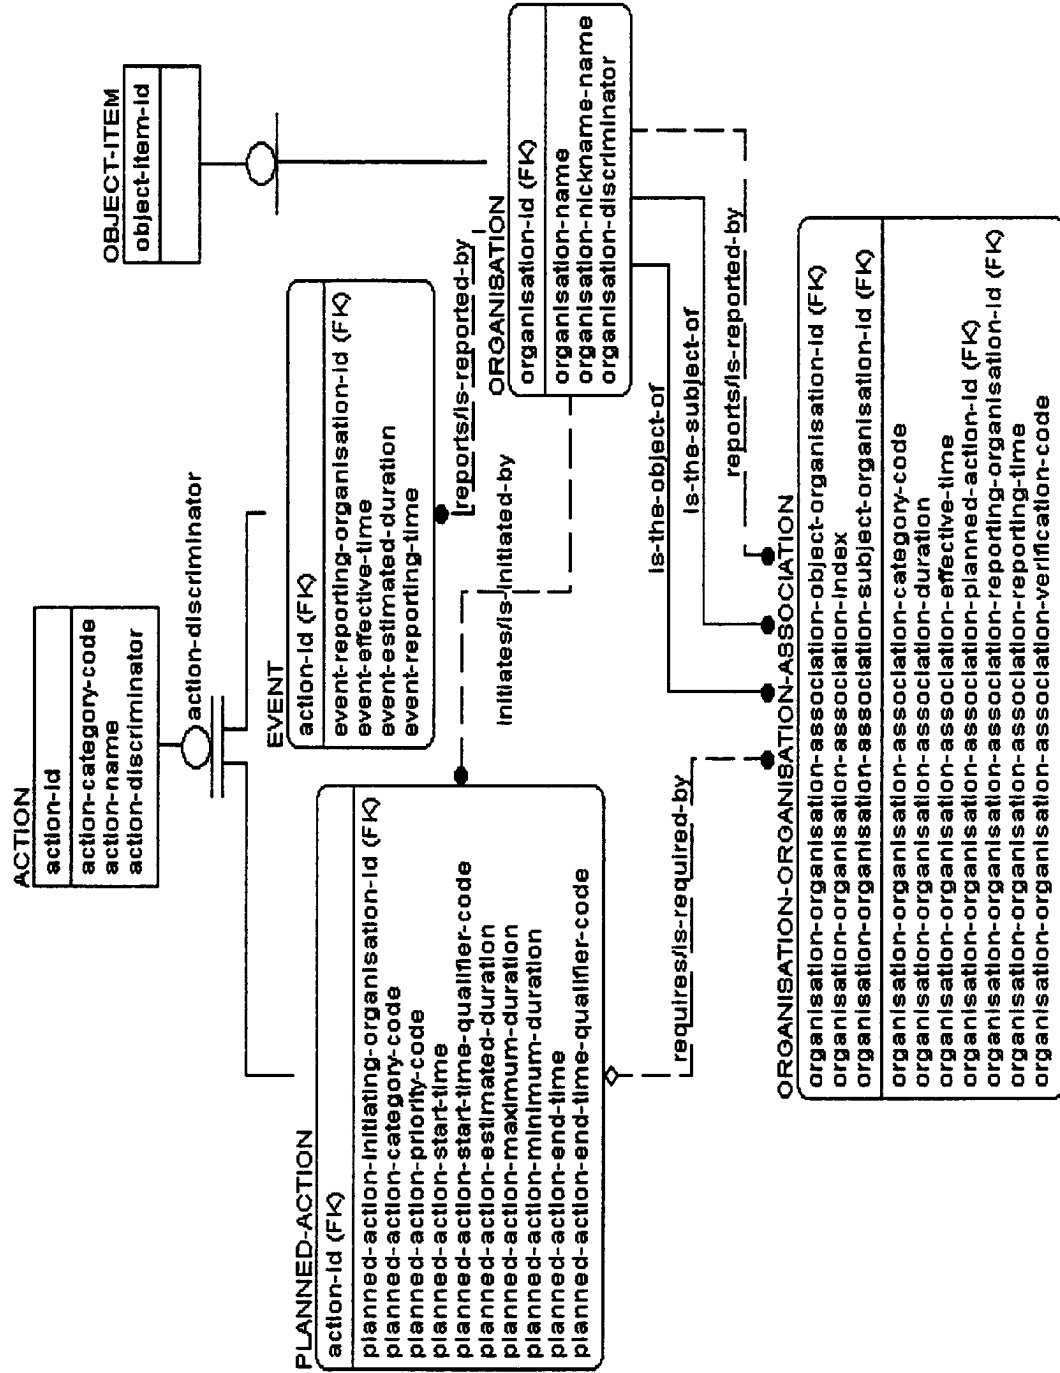 ACTION
action-id
action-category-code
action-name
action-discriminator
action-discriminator
OBJECT-ITEM
object-item-id
PLANNED-ACTION
action-id (FK)
planned-action-initiating-organisation-id (FK)
planned-action-category-code
planned-action-priority-code
planned-action-start-time
planned-action-start-time-qualifier-code
planned-action-estimated-duration
planned-action-maximum-duration
planned-action-minimum-duration
planned-action-end-time
planned-action-end-time-qualifier-code
EVENT
action-id (FK)
event-reporting-organisation-id (FK)
event-effective-time
event-estimated-duration
event-reporting-time
reports/is-reported-by
initiates/is-initiated-by
ORGANISATION
organisation-id (FK)
organisation-name
organisation-nickname-name
organisation-discriminator
is-the-object-of
is-the-subject-of
reports/is-reported-by
requires/is-required-by
ORGANISATION-ORGANISATION-ASSOCIATION
organisation-organisation-association-object-organisation-id (FK)
organisation-organisation-association-index
organisation-organisation-association-subject-organisation-id (FK)
organisation-organisation-association-category-code
organisation-organisation-association-duration
organisation-organisation-association-effective-time
organisation-organisation-association-planned-action-id (FK)
organisation-organisation-association-reporting-organisation-id (FK)
organisation-organisation-association-reporting-time
organisation-organisation-association-verification-code